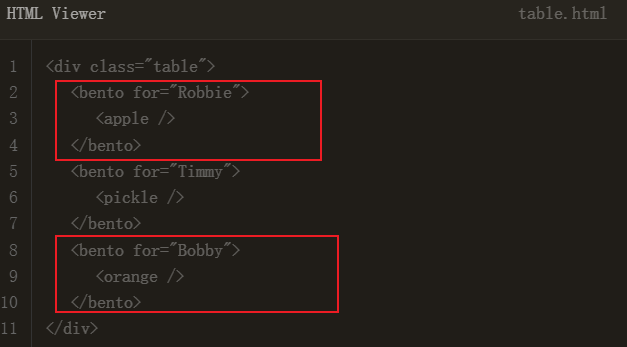 HTML Viewer table.html
1 <div class="table">
2 <bento for="Robbie">
3 <apple />
4 </bento>
5 <bento for="Timmy">
6 <pickle />
7 </bento>
8 <bento for="Bobby">
9 <orange />
10 </bento>
11 </div>